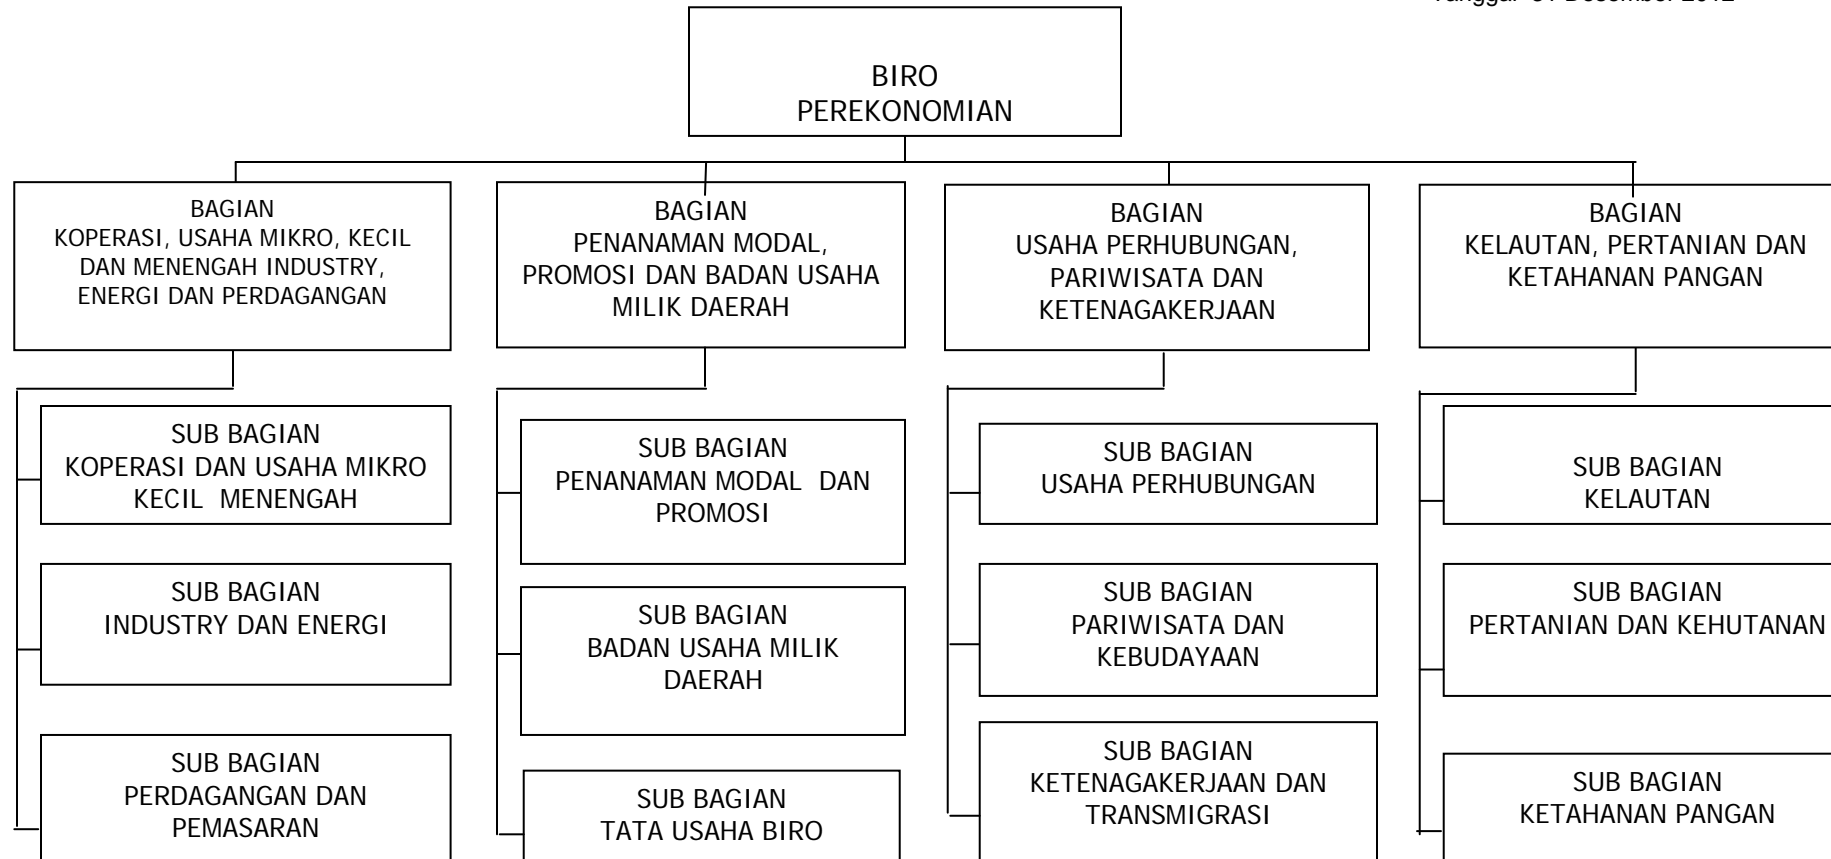 Tanggal 31 Desember 2012
BIRO
PEREKONOMIAN
BAGIAN
KOPERASI, USAHA MIKRO, KECIL
DAN MENENGAH INDUSTRY,
ENERGI DAN PERDAGANGAN
BAGIAN
PENANAMAN MODAL,
PROMOSI DAN BADAN USAHA
MILIK DAERAH
BAGIAN
USAHA PERHUBUNGAN,
PARIWISATA DAN
KETENAGAKERJAAN
BAGIAN
KELAUTAN, PERTANIAN DAN
KETAHANAN PANGAN
SUB BAGIAN
KOPERASI DAN USAHA MIKRO
KECIL MENENGAH
SUB BAGIAN
INDUSTRY DAN ENERGI
SUB BAGIAN
PERDAGANGAN DAN
PEMASARAN
SUB BAGIAN
PENANAMAN MODAL DAN
PROMOSI
SUB BAGIAN
BADAN USAHA MILIK
DAERAH
SUB BAGIAN
TATA USAHA BIRO
SUB BAGIAN
USAHA PERHUBUNGAN
SUB BAGIAN
PARIWISATA DAN
KEBUDAYAAN
SUB BAGIAN
KETENAGAKERJAAN DAN
TRANSMIGRASI
SUB BAGIAN
KELAUTAN
SUB BAGIAN
PERTANIAN DAN KEHUTANAN
SUB BAGIAN
KETAHANAN PANGAN